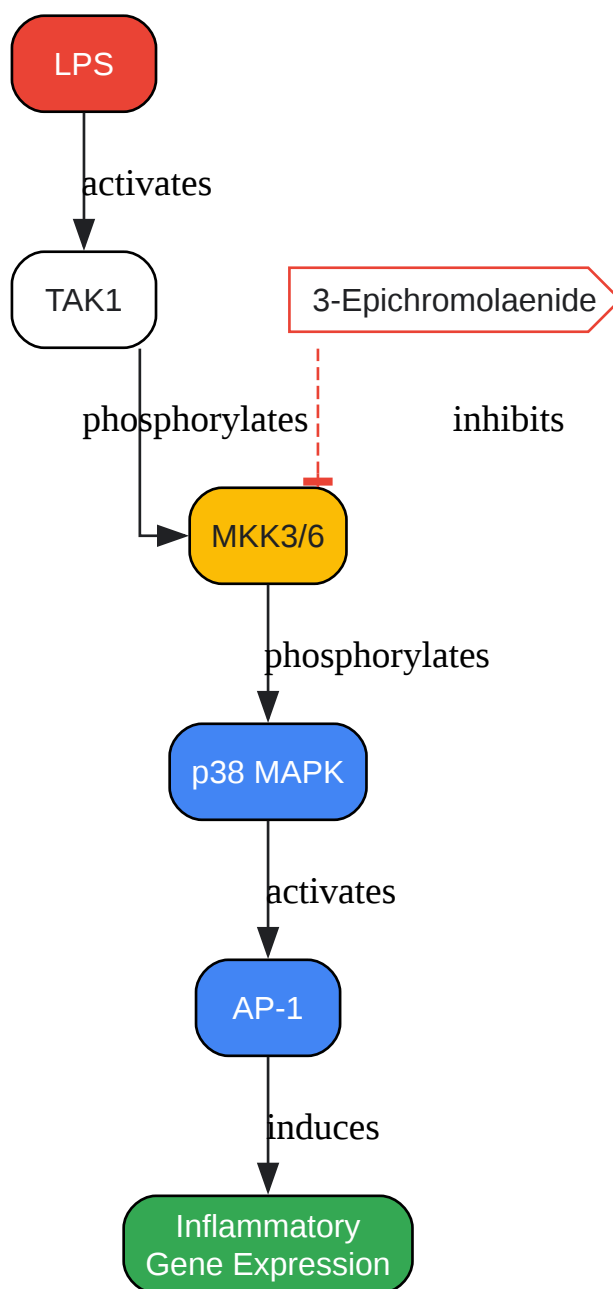 LPS
activates
TAK1
3-Epichromolaenide
phosphorylates
inhibits
MKK3/6
phosphorylates
p38 MAPK
activates
AP-1
induces
Inflammatory
Gene Expression